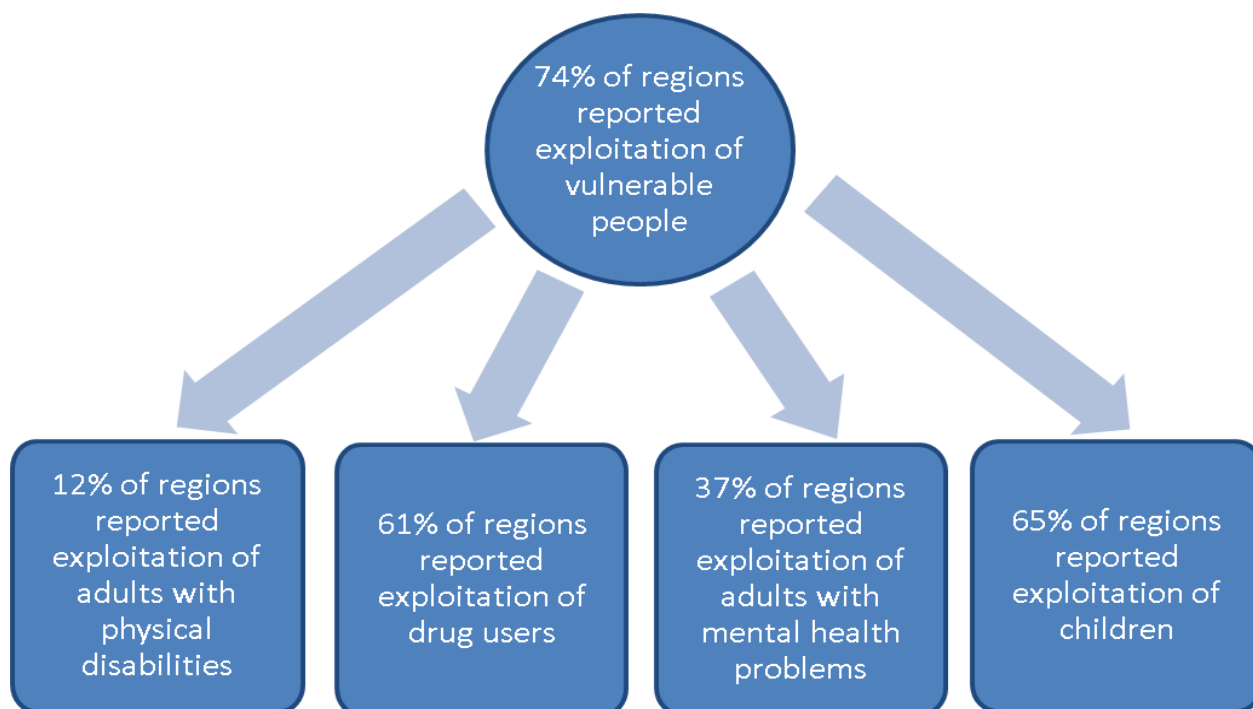 74% of regions
reported
exploitation of
vulnerable
people
12% of regions
reported
exploitation of
adults with
physical
disabilities
61% of regions
reported
exploitation of
drug users
37% of regions
reported
exploitation of
adults with
mental health
problems
65% of regions
reported
exploitation of
children